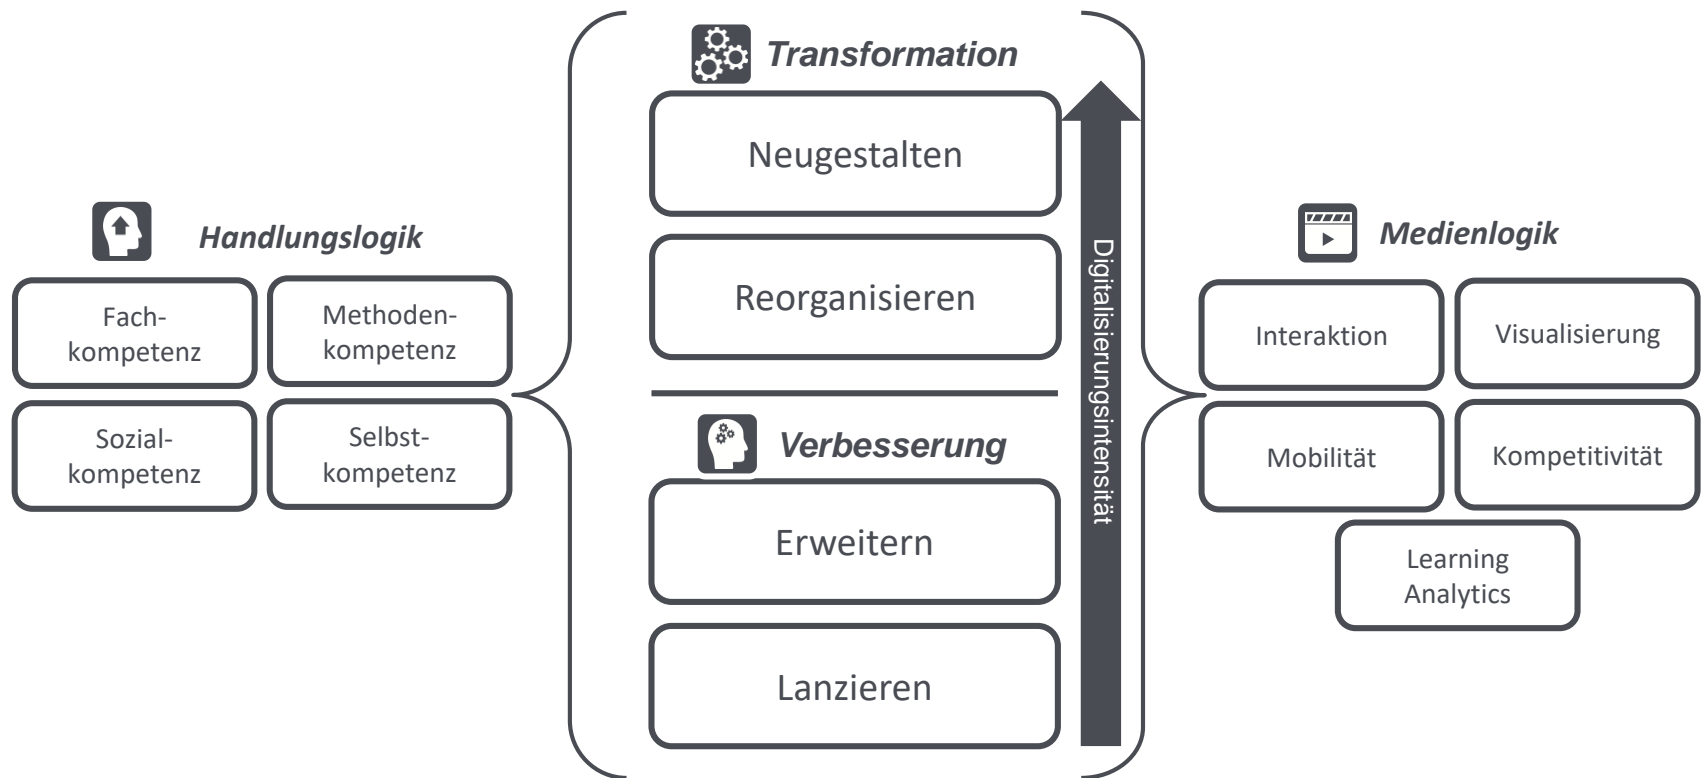 Handlungslogik
Fach-
kompetenz
Methoden-
kompetenz
Sozial-
kompetenz
Selbst-
kompetenz
Transformation
Neugestalten
Reorganisieren
Verbesserung
Erweitern
Lanzieren
Digitalisierungsintensität
Medienlogik
Interaktion
Visualisierung
Mobilität
Kompetitivität
Learning
Analytics